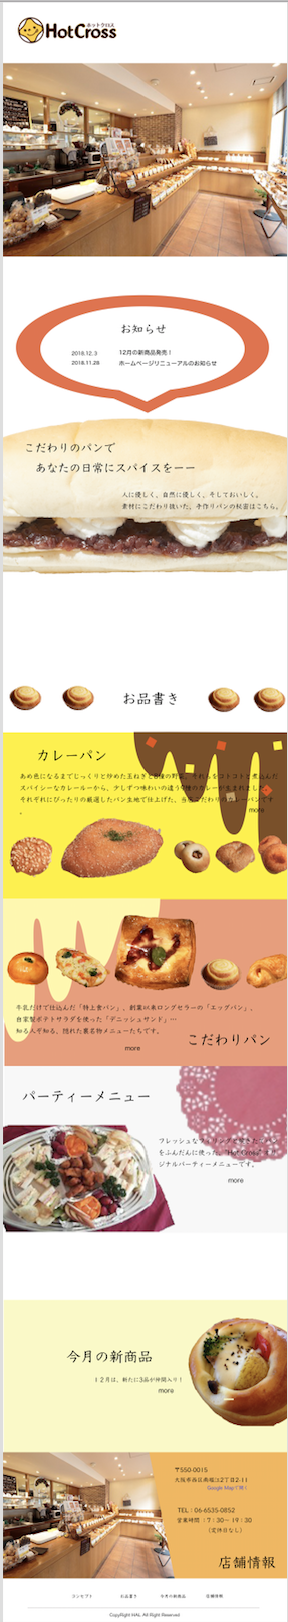 ホットクロス
HotCross
お知らせ
2018.12.3 12月の新商品発売！
2018.11.28 ホームページリニューアルのお知らせ
こだわりのパンで
あなたの日常にスパイスをーー
人に優しく、自然に優しく、そしておいしく。
素材にこだわり抜いた、手作りパンの秘密はこちら。
お品書き
カレーパン
あめ色になるまでじっくりと炒めた玉ねぎと の野菜。それらをコトコトと煮込んだ
スパイシーなカレールーから、少しずつ味わいの違う 種のカレーが生まれました。
それぞれにぴったりの厳選したパン生地で仕上げた、当店こだわりのカレーパンです
。
more
牛乳だけで仕込んだ「特上食パン」、創業以来ロングセラーの「エッグパン」、
自家製ポテトサラダを使った「デニッシュサンド」…
知る人ぞ知る、隠れた裏名物メニューたちです。
more
こだわりパン
パーティーメニュー
フレッシュな
をふんだんに使った、"Hot Cross" オリ
ジナルパーティーメニューです。
more
今月の新商品
１２月は、新たに3品が仲間入り！
more
〒550-0015
大阪市西区南堀江2丁目2-11
Google Map
TEL：06-6535-0852
営業時間：7：30〜 19：30
（定休日なし）
店舗情報
コンセプト お品書き 今月の新商品 店舗情報
CopyRight HAL All Right Reserved